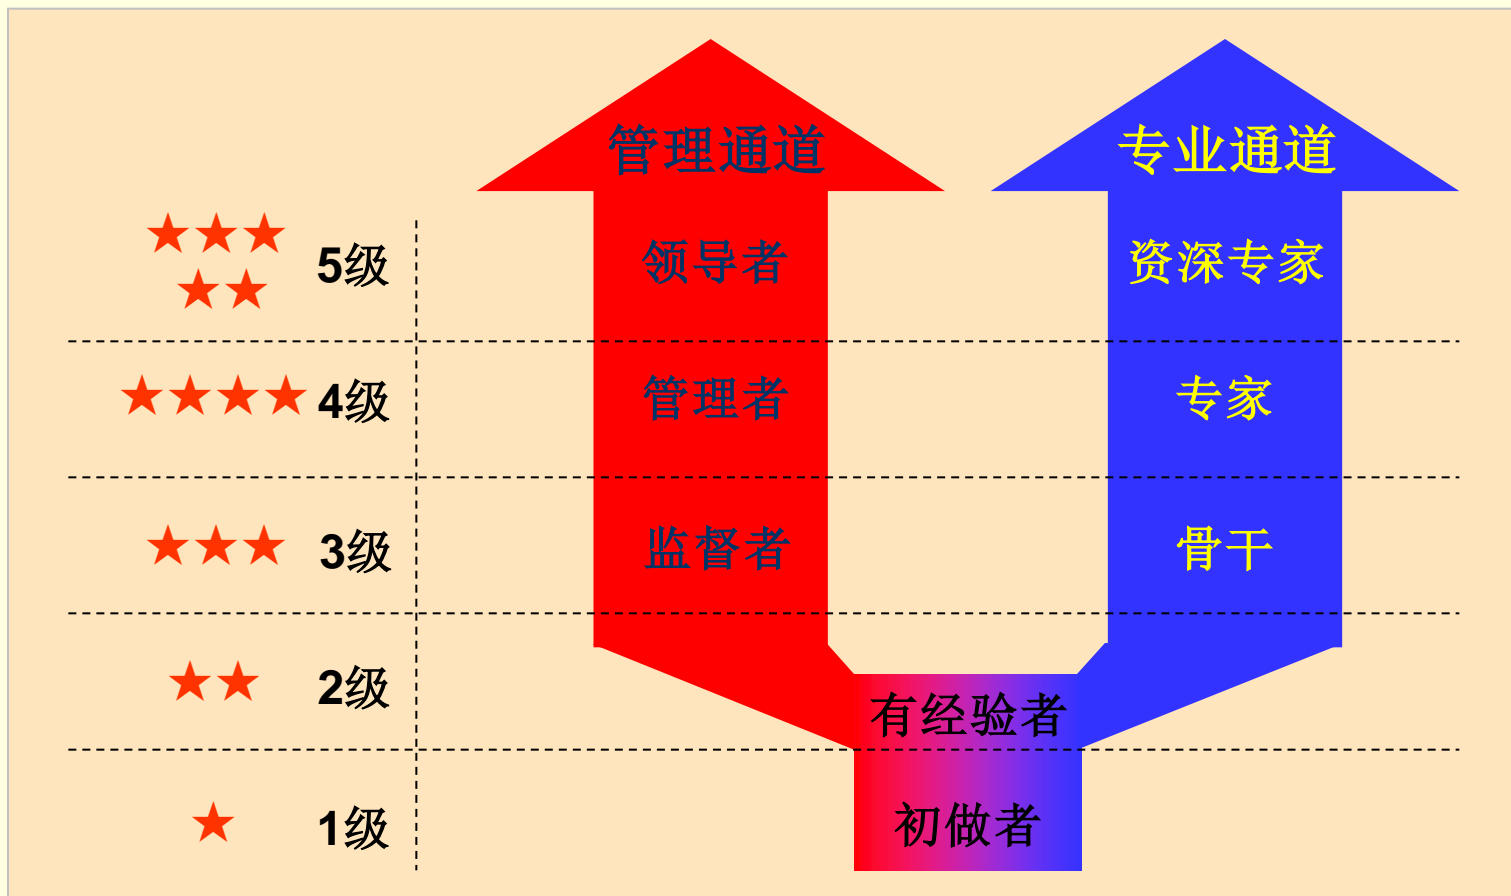 管理通道 专业通道
5级 领导者 资深专家
4级 管理者 专家
3级 监督者 骨干
2级 有经验者
1级 初做者